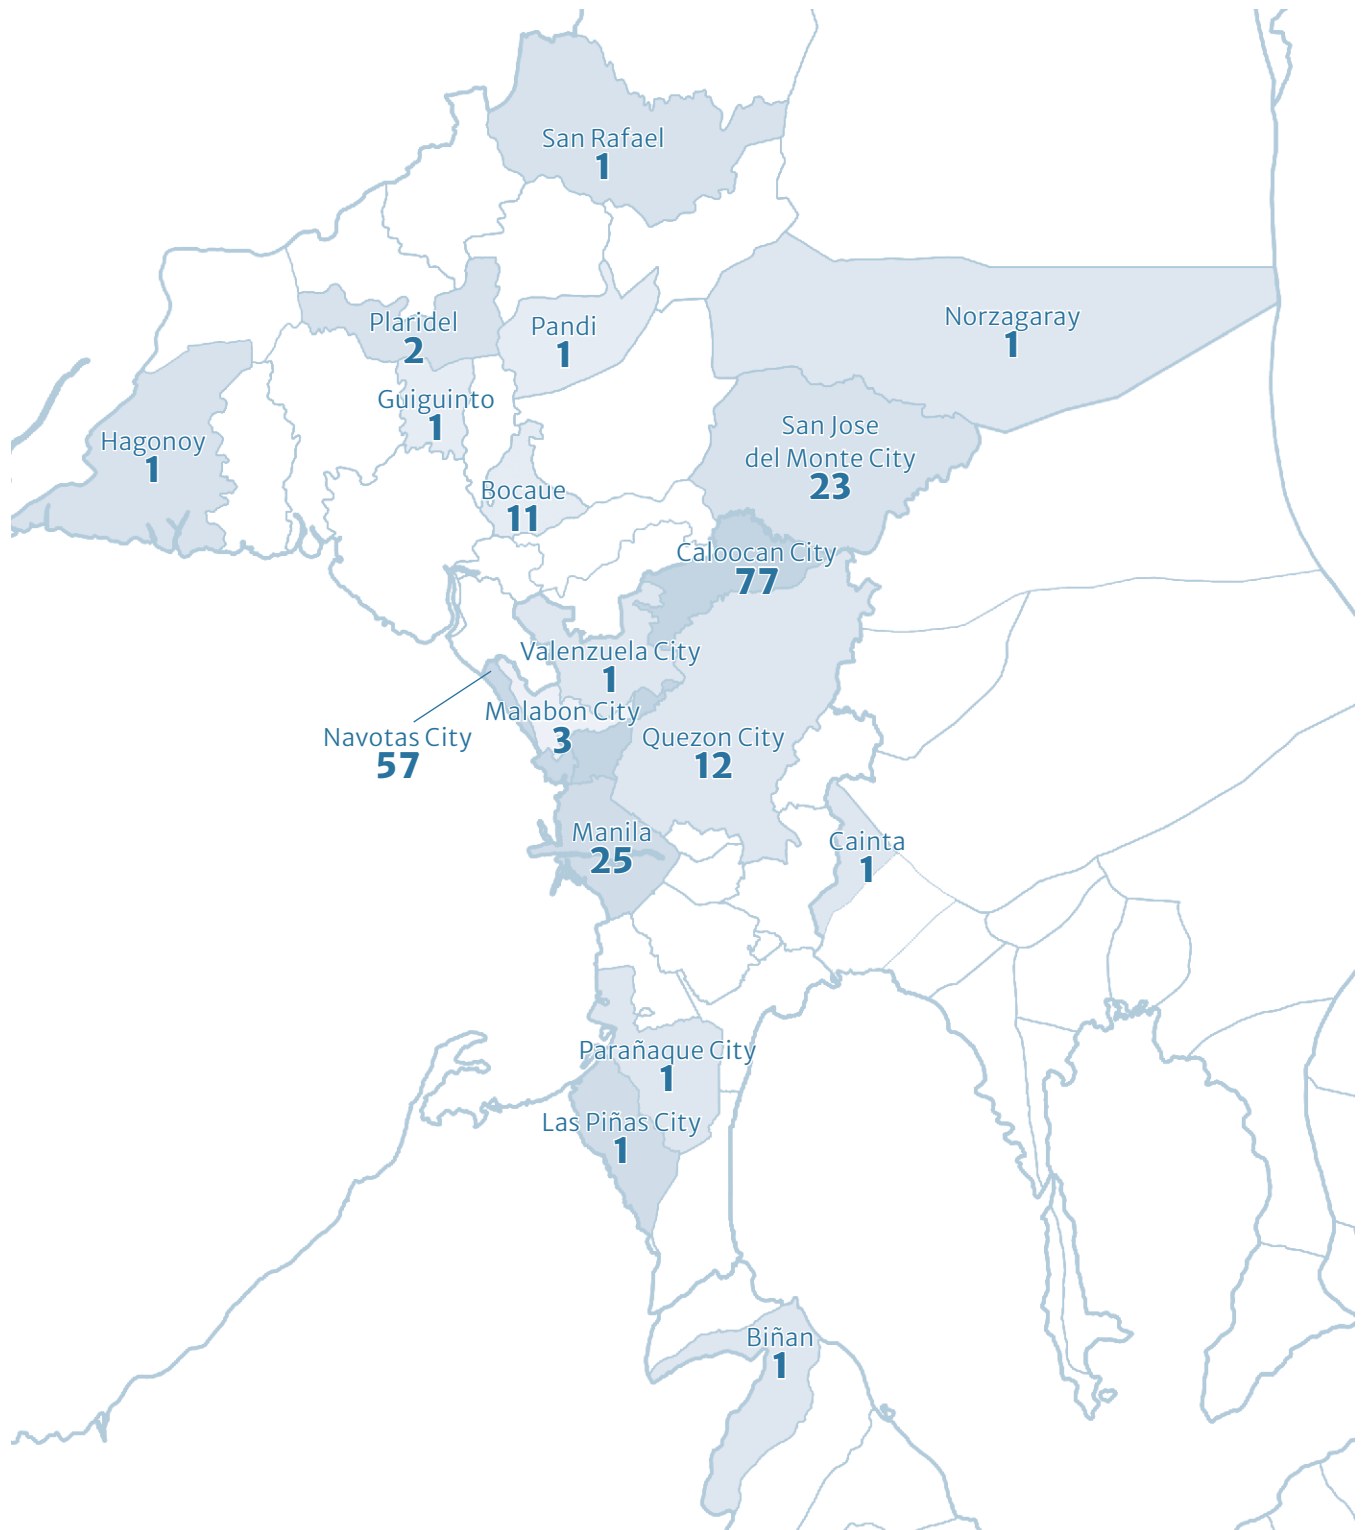 San Rafael
1
Norzagaray
1
Plaridel
2
Pandi
1
Guiguinto
1
San Jose
del Monte City
23
Hagonoy
1
Bocaue
11
Caloocan City
77
Valenzuela City
1
Malabon City
3
Navotas City
57
Quezon City
12
Manila
25
Cainta
1
Parañaque City
1
Las Piñas City
1
Biñan
1